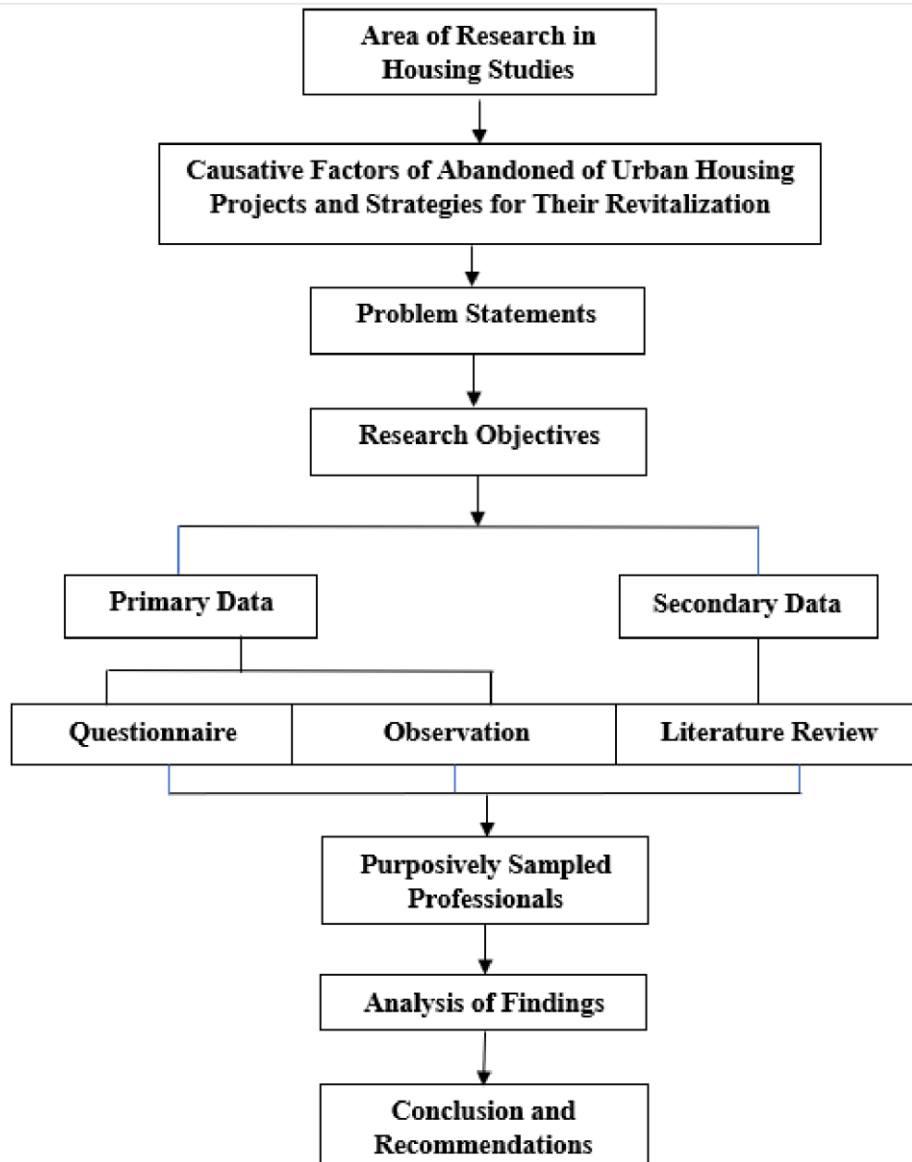 Area of Research in
Housing Studies
Causative Factors of Abandoned of Urban Housing
Projects and Strategies for Their Revitalization
Problem Statements
Research Objectives
Primary Data
Secondary Data
Questionnaire
Observation
Literature Review
Purposively Sampled
Professionals
Analysis of Findings
Conclusion and
Recommendations